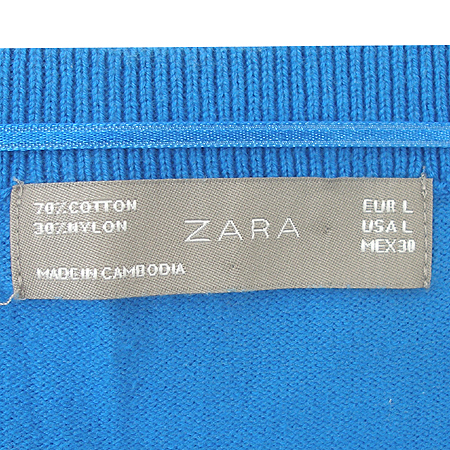 70%COTTON
30%NYLON
MADE IN CAMBODIA
ZARA
EUR L
USA L
MEX 30